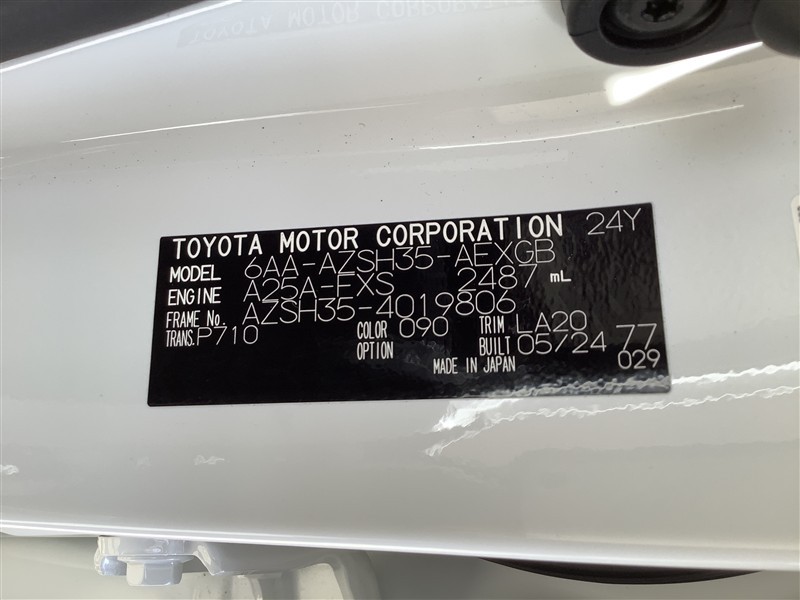 TOYOTA MOTOR CORPORATION 24Y
MODEL 6AA-AZSH35-AEXGB
ENGINE A25A-FXS 2487 mL
FRAME No. AZSH35-4019806
TRANS. P710 COLOR 090 TRIM LA20
OPTION BUILT 05/24 77
MADE IN JAPAN 029